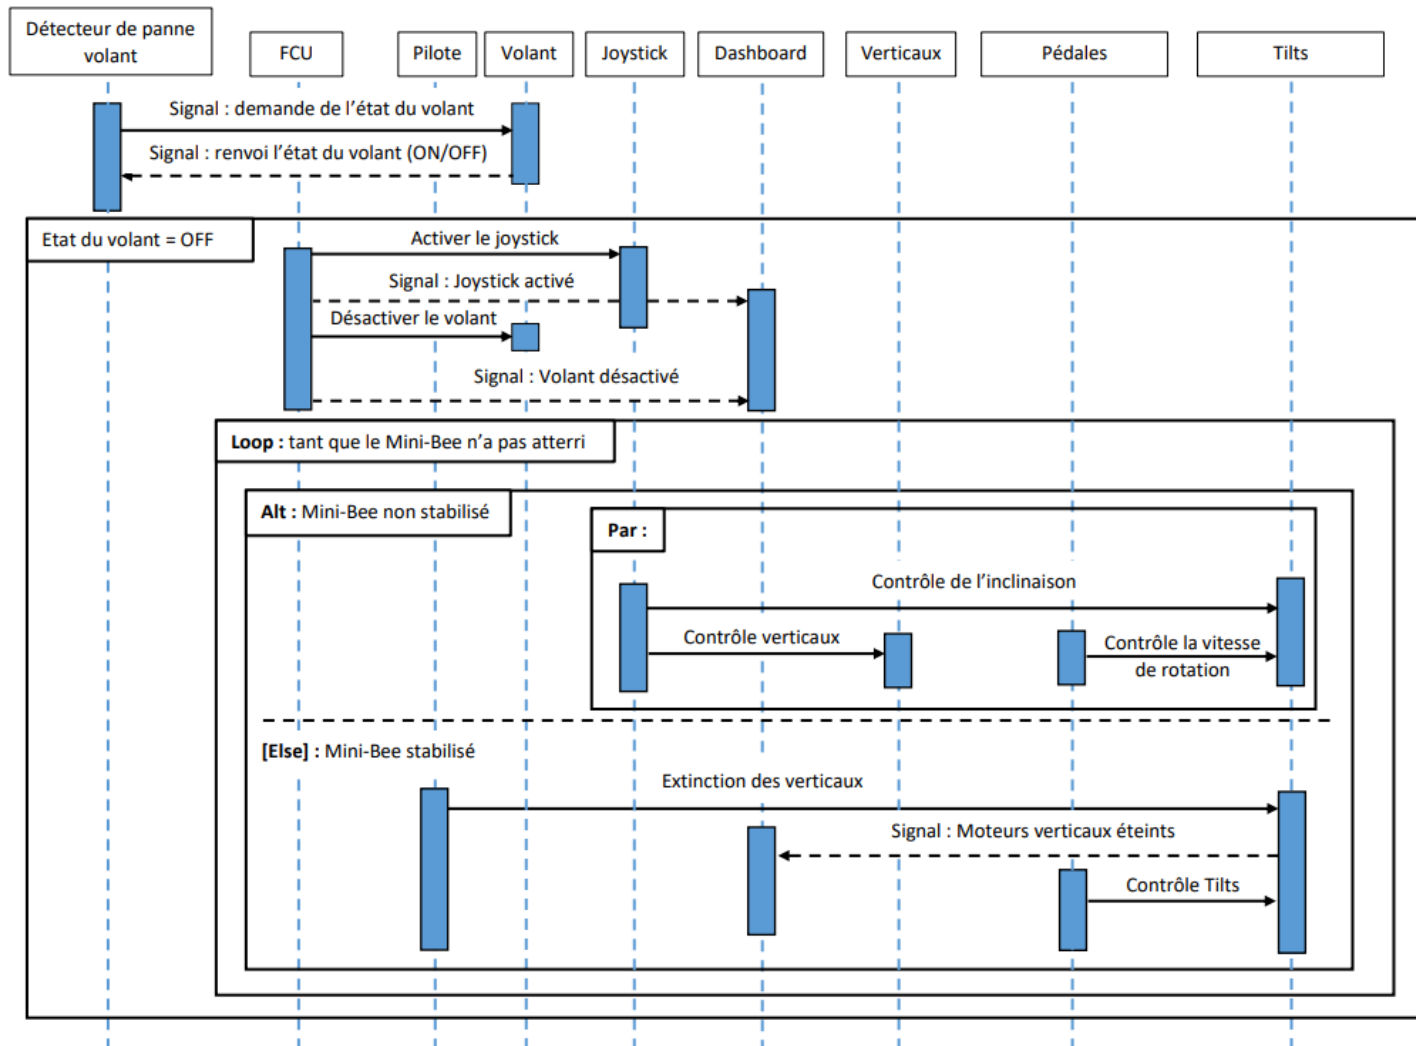 Détecteur de panne
volant
FCU
Pilote
Volant
Joystick
Dashboard
Verticaux
Pédales
Tilts
Signal : demande de l’état du volant
Signal : renvoi l’état du volant (ON/OFF)
Etat du volant = OFF
Activer le joystick
Signal : Joystick activé
Désactiver le volant
Signal : Volant désactivé
Loop : tant que le Mini-Bee n’a pas atterri
Alt : Mini-Bee non stabilisé
Par :
Contrôle de l’inclinaison
Contrôle verticaux
Contrôle la vitesse
de rotation
[Else] : Mini-Bee stabilisé
Extinction des verticaux
Signal : Moteurs verticaux éteints
Contrôle Tilts